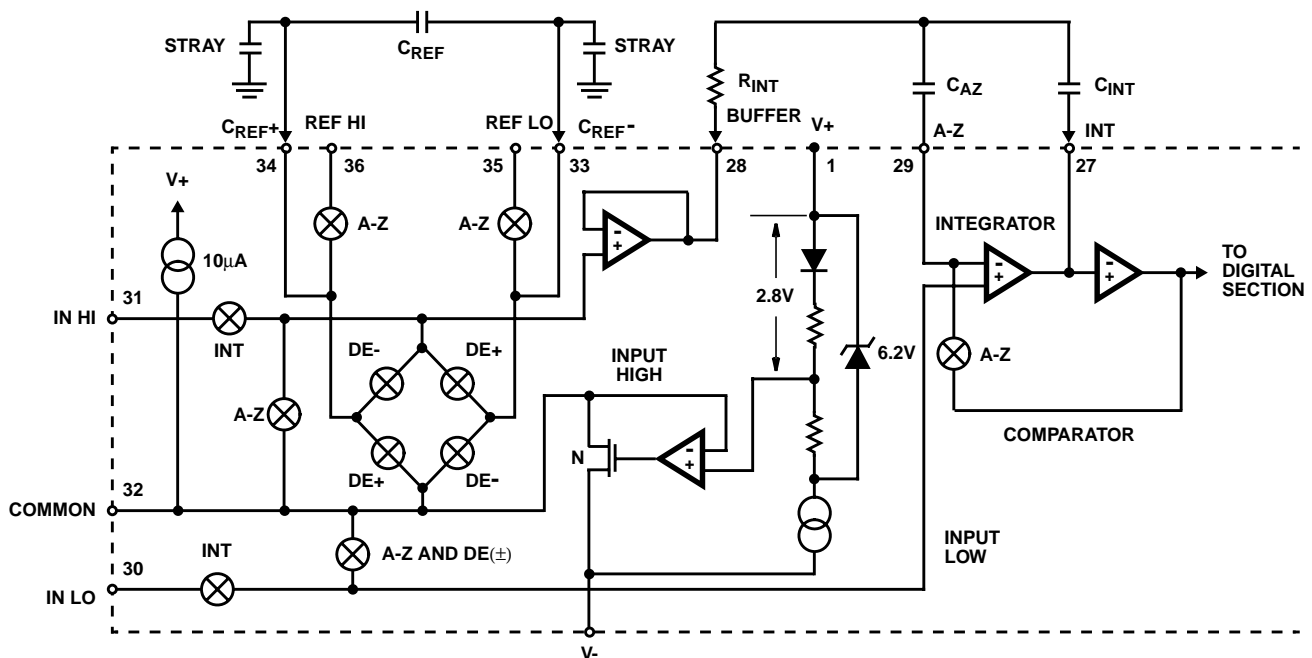 STRAY
C_REF
STRAY
R_INT
C_AZ
C_INT
C_REF+
REF HI
REF LO
C_REF-
BUFFER
V+
A-Z
INT
34
36
35
33
28
1
29
27
V+
A-Z
A-Z
-
+
INTEGRATOR
10μA
2.8V
-
+
-
TO
DIGITAL
SECTION
31
IN HI
INT
DE-
DE+
INPUT
HIGH
6.2V
A-Z
A-Z
N
-
+
COMPARATOR
DE+
DE-
32
COMMON
INT
A-Z AND DE(±)
INPUT
LOW
30
IN LO
V-